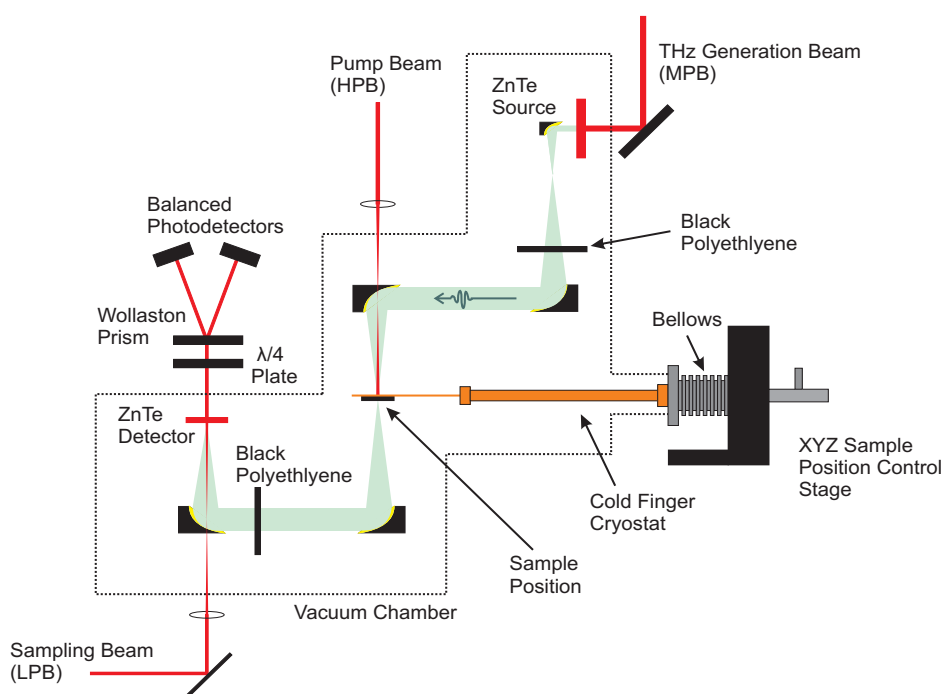 THz Generation Beam
(MPB)
Pump Beam
(HPB)
ZnTe
Source
Balanced
Photodetectors
Black
Polyethlyene
Wollaston
Prism
λ/4
Plate
Bellows
ZnTe
Detector
Black
Polyethlyene
XYZ Sample
Position Control
Stage
Cold Finger
Cryostat
Sample
Position
Vacuum Chamber
Sampling Beam
(LPB)